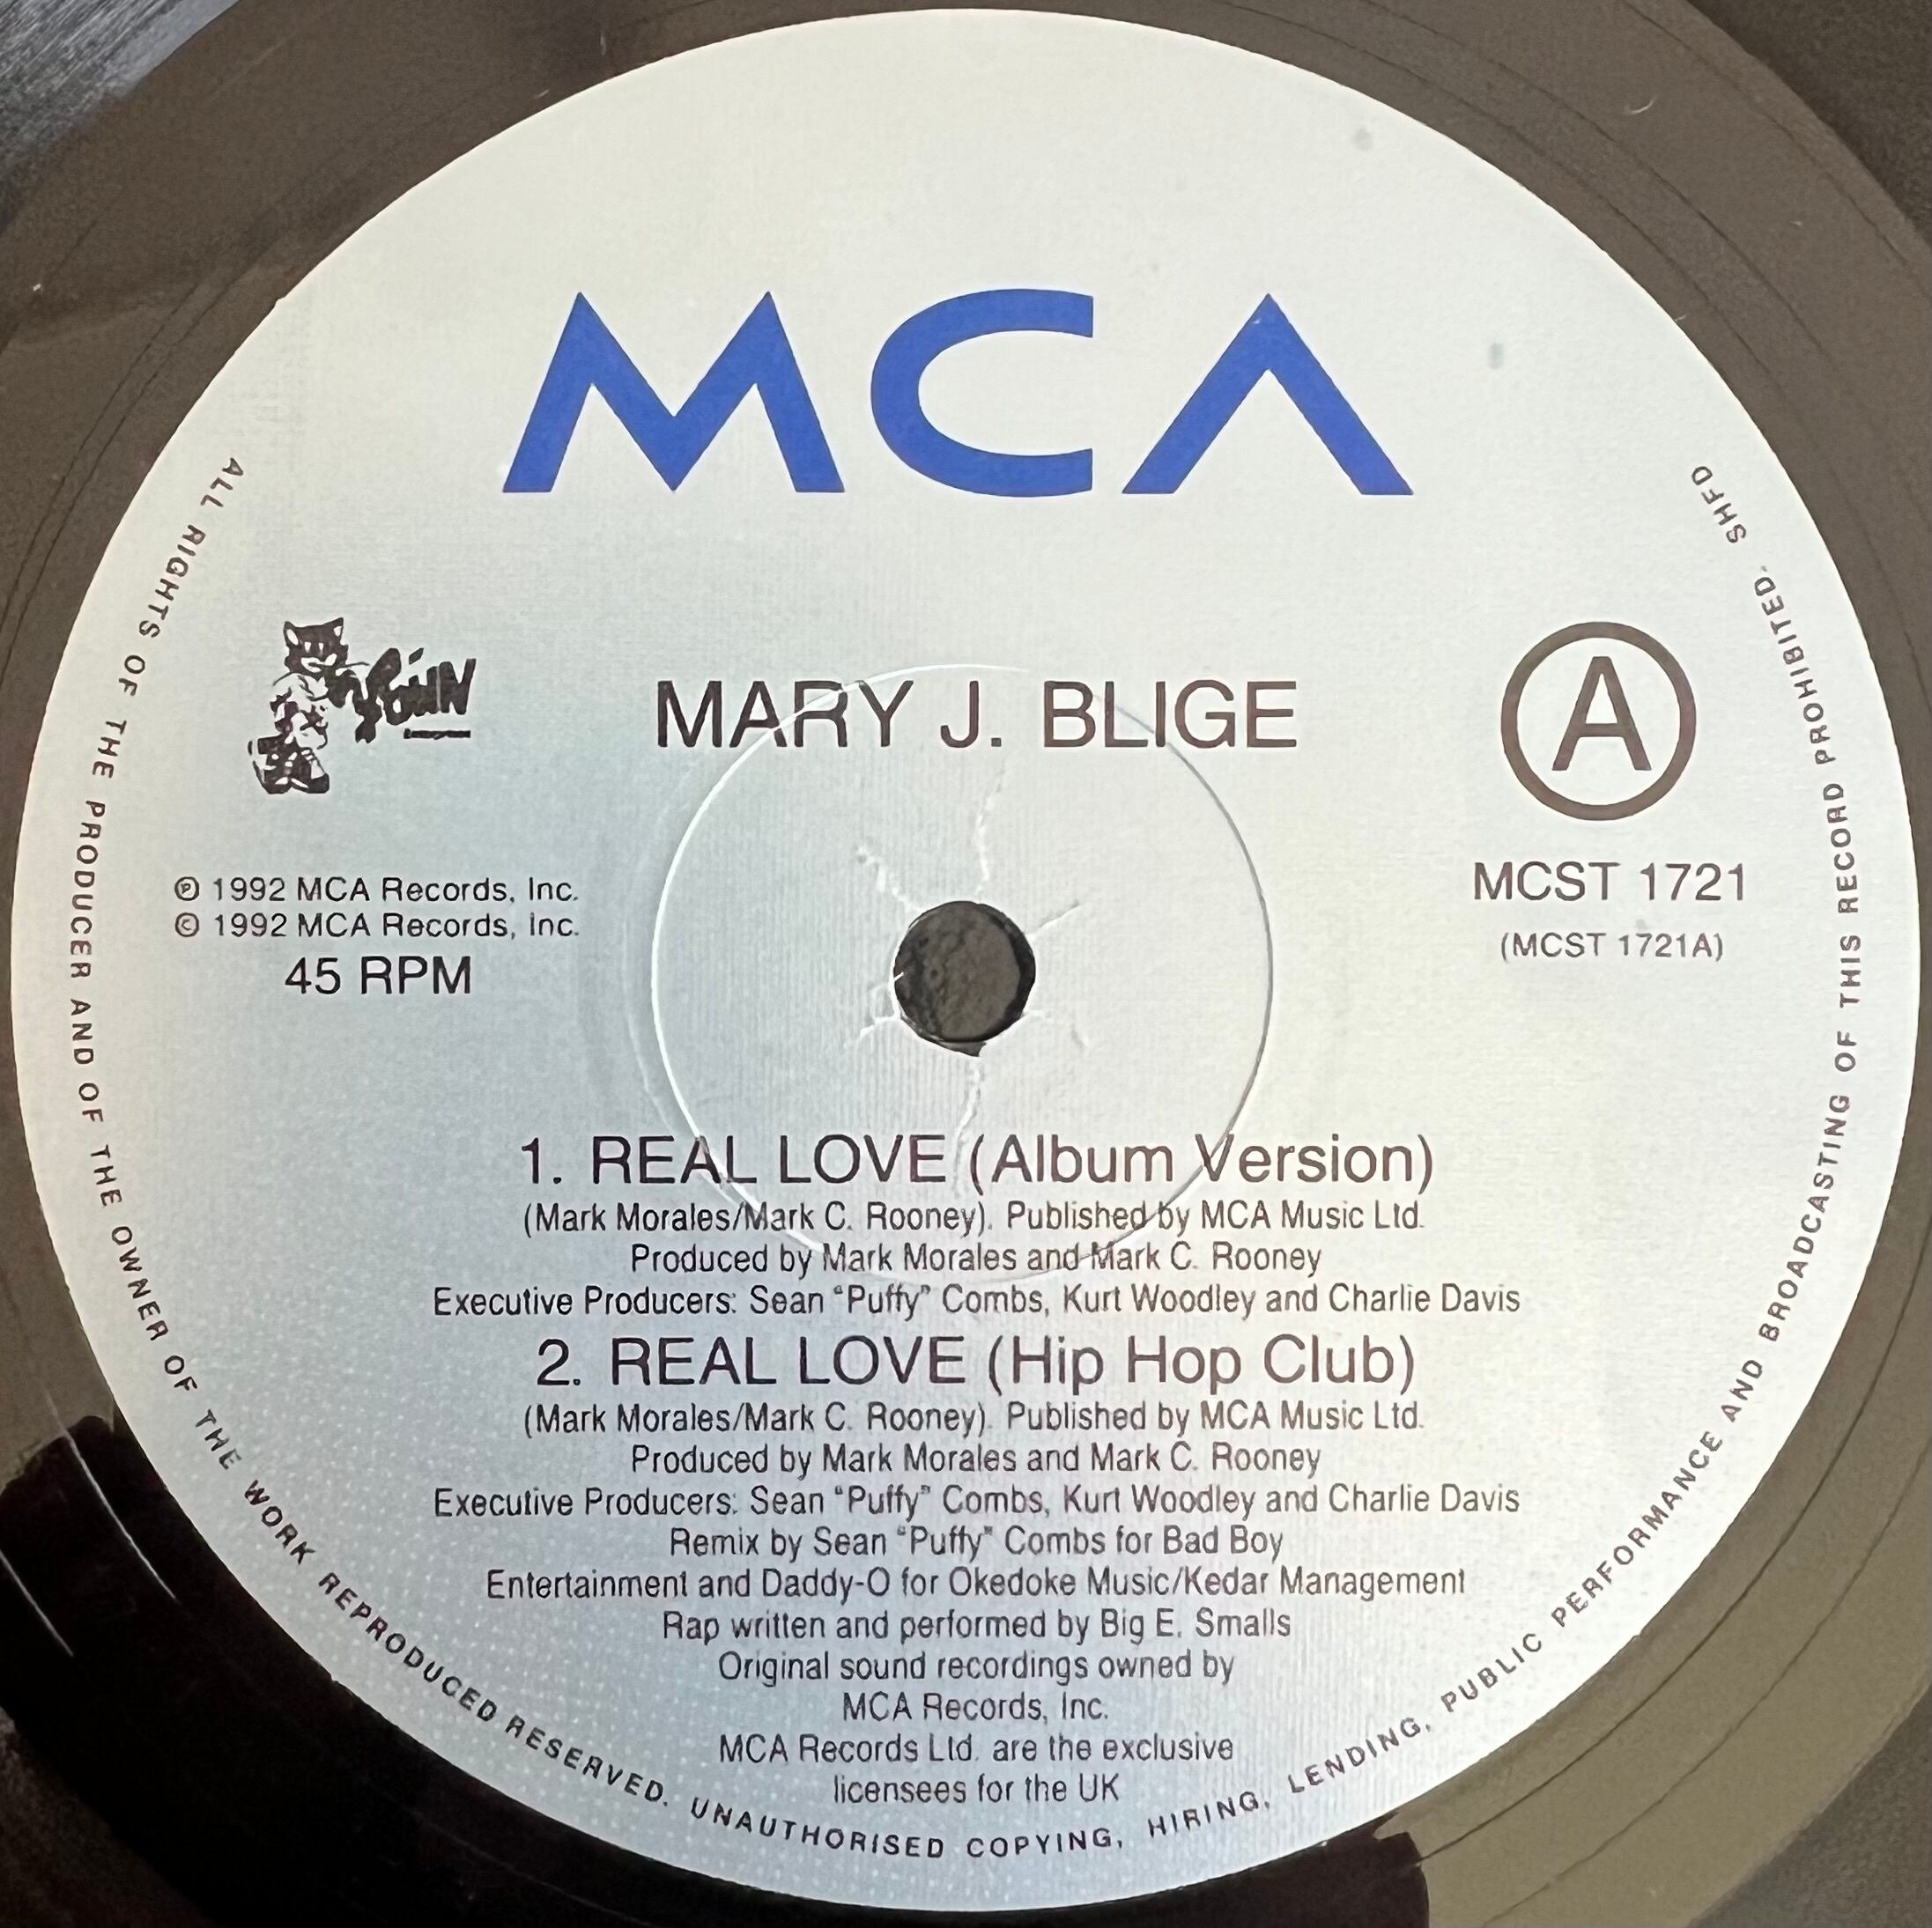 MCA
UpTown
MARY J. BLIGE
A
℗ 1992 MCA Records, Inc.
© 1992 MCA Records, Inc.
45 RPM
MCST 1721
(MCST 1721A)
1. REAL LOVE (Album Version)
(Mark Morales/Mark C. Rooney). Published by MCA Music Ltd.
Produced by Mark Morales and Mark C. Rooney
Executive Producers: Sean "Puffy" Combs, Kurt Woodley and Charlie Davis
2. REAL LOVE (Hip Hop Club)
(Mark Morales/Mark C. Rooney). Published by MCA Music Ltd.
Produced by Mark Morales and Mark C. Rooney
Executive Producers: Sean "Puffy" Combs, Kurt Woodley and Charlie Davis
Remix by Sean "Puffy" Combs for Bad Boy
Entertainment and Daddy-O for Okedoke Music/Kedar Management
Rap written and performed by Big E. Smalls
Original sound recordings owned by
MCA Records, Inc.
MCA Records Ltd. are the exclusive
licensees for the UK
ALL RIGHTS OF THE PRODUCER AND OF THE OWNER OF THE WORK REPRODUCED RESERVED. UNAUTHORISED COPYING, HIRING, LENDING, PUBLIC PERFORMANCE AND BROADCASTING OF THIS RECORD PROHIBITED. SHFD